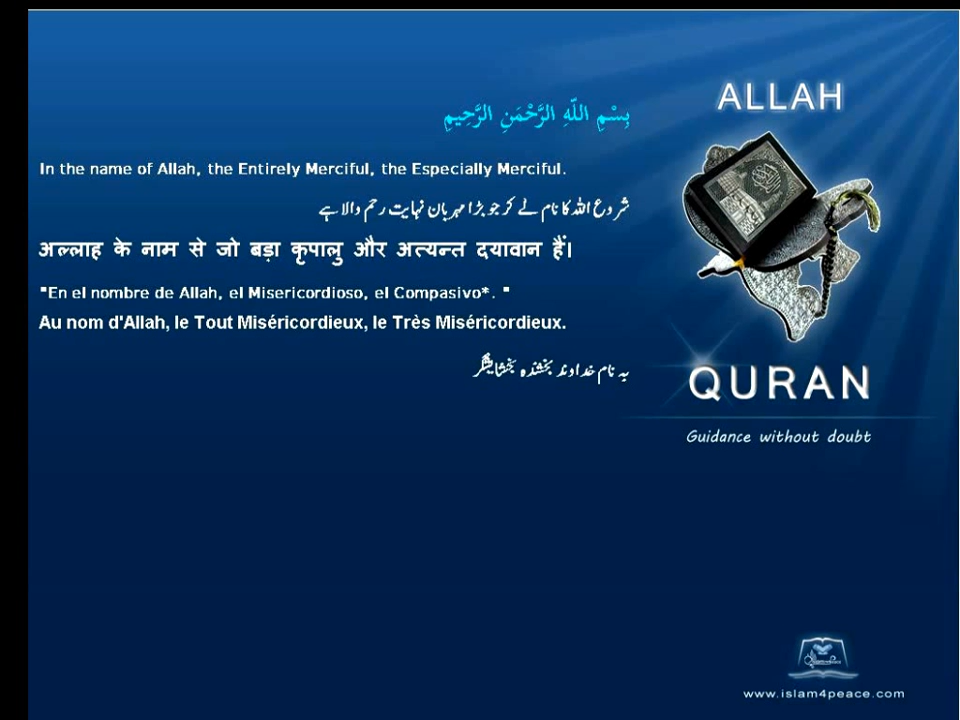 بِسْمِ اللّهِ الرَّحْمَنِ الرَّحِيمِ
In the name of Allah, the Entirely Merciful, the Especially Merciful.
شروع الله کا نام لے کر جو بڑا مہربان نہایت رحم والا ہے
अल्लाह के नाम से जो बड़ा कृपालु और अत्यन्त दयावान हैं।
"En el nombre de Allah, el Misericordioso, el Compasivo*. "
Au nom d'Allah, le Tout Miséricordieux, le Très Miséricordieux.
به نام خداوند بخشنده بخشایشگر
ALLAH
QURAN
Guidance without doubt
www.islam4peace.com